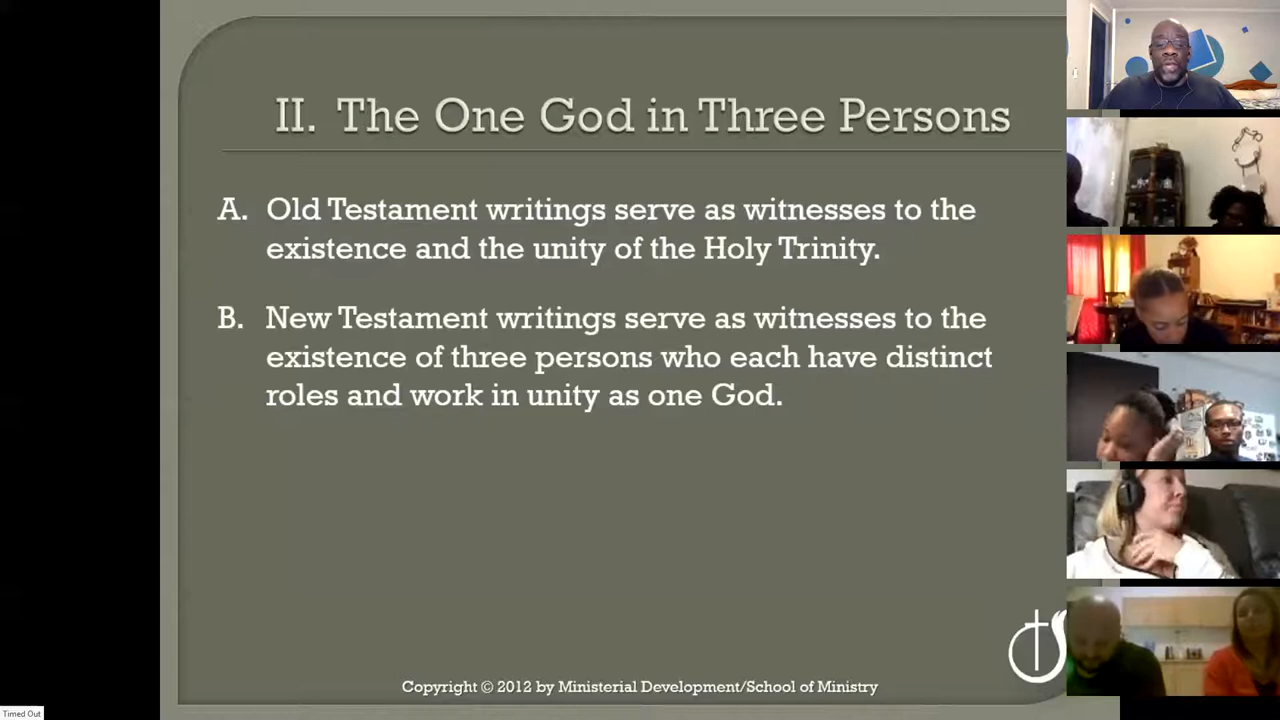 II. The One God in Three Persons
A. Old Testament writings serve as witnesses to the
existence and the unity of the Holy Trinity.
B. New Testament writings serve as witnesses to the
existence of three persons who each have distinct
roles and work in unity as one God.
Copyright © 2012 by Ministerial Development/School of Ministry
Timed Out